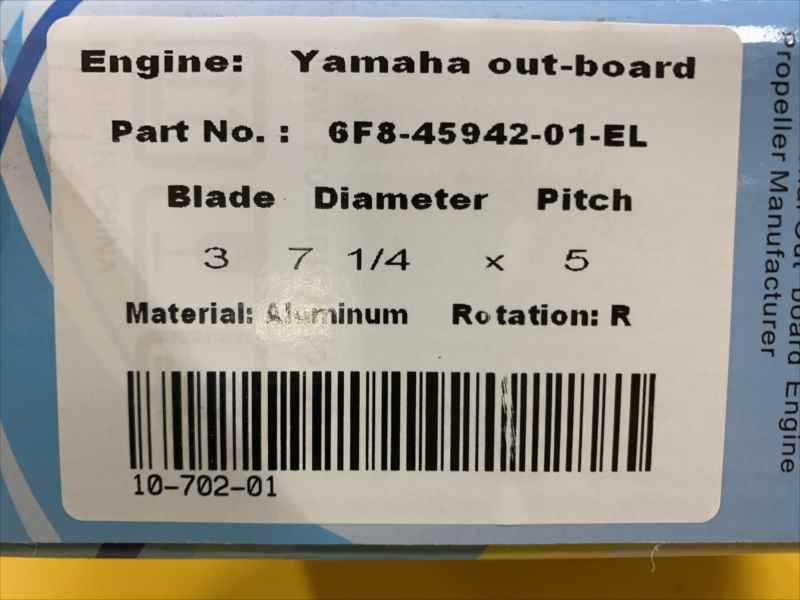 Engine: Yamaha out-board
Part No. : 6F8-45942-01-EL
Blade Diameter Pitch
3 7 1/4 x 5
Material: Aluminum Rotation: R
10-702-01
board Engine
Propeller Manufacturer